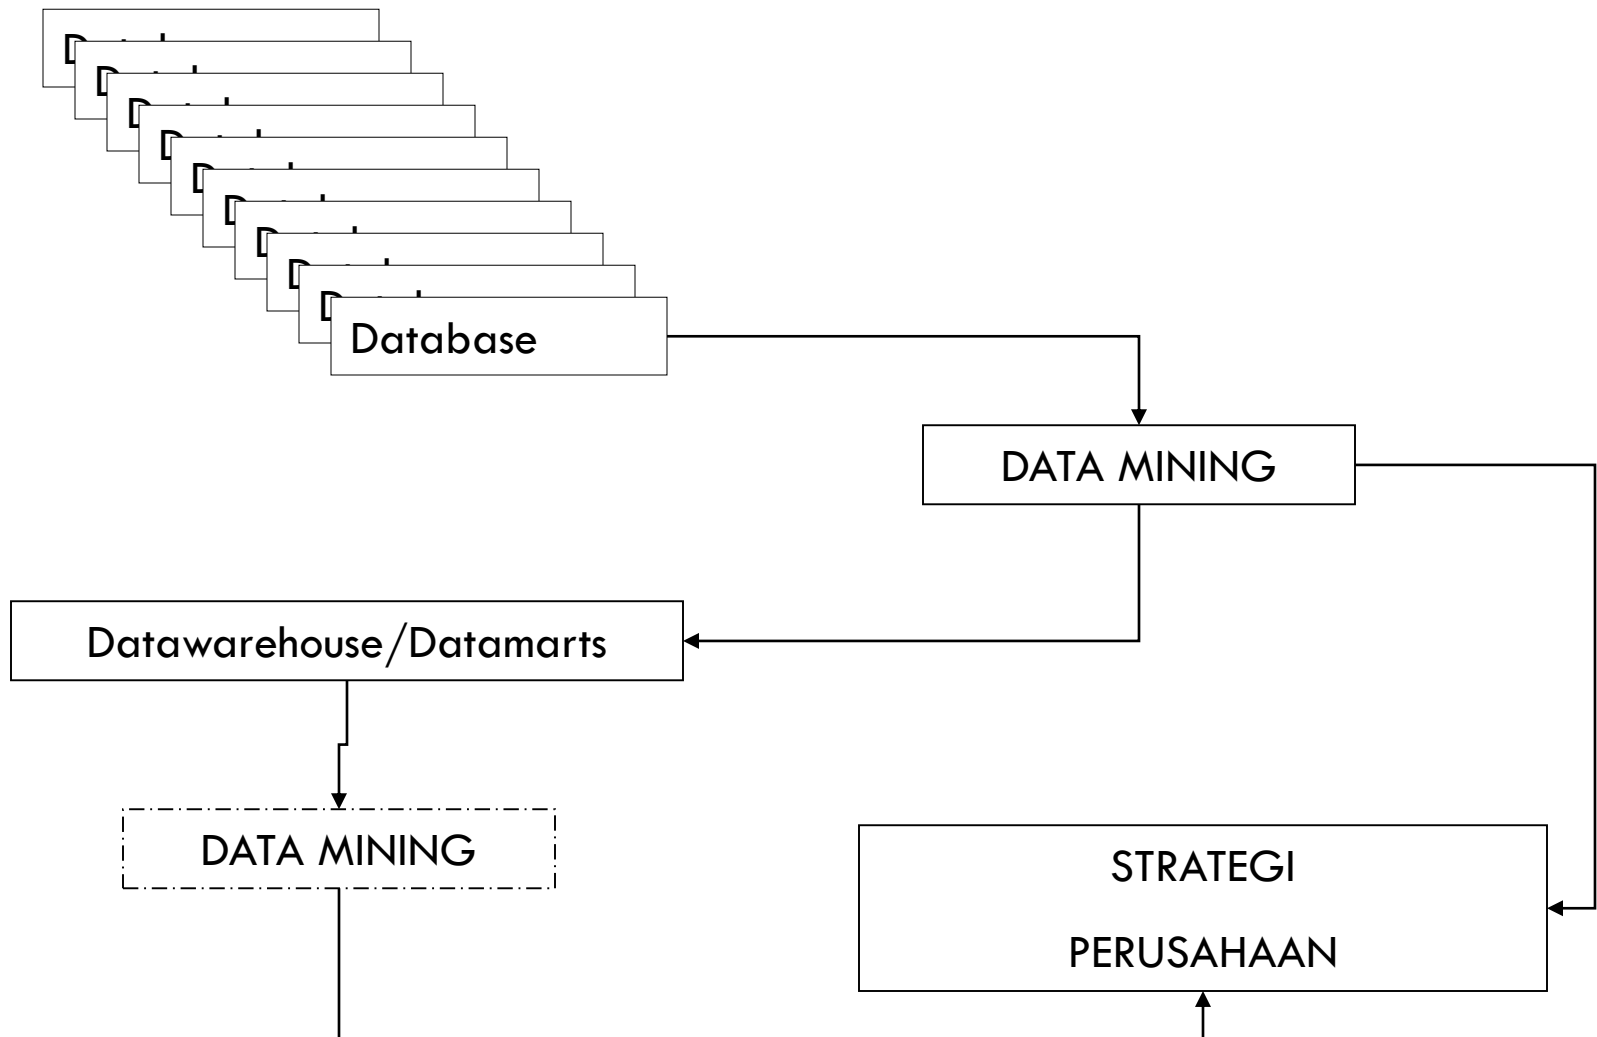 Database
DATA MINING
Datawarehouse/Datamarts
DATA MINING
STRATEGI
PERUSAHAAN